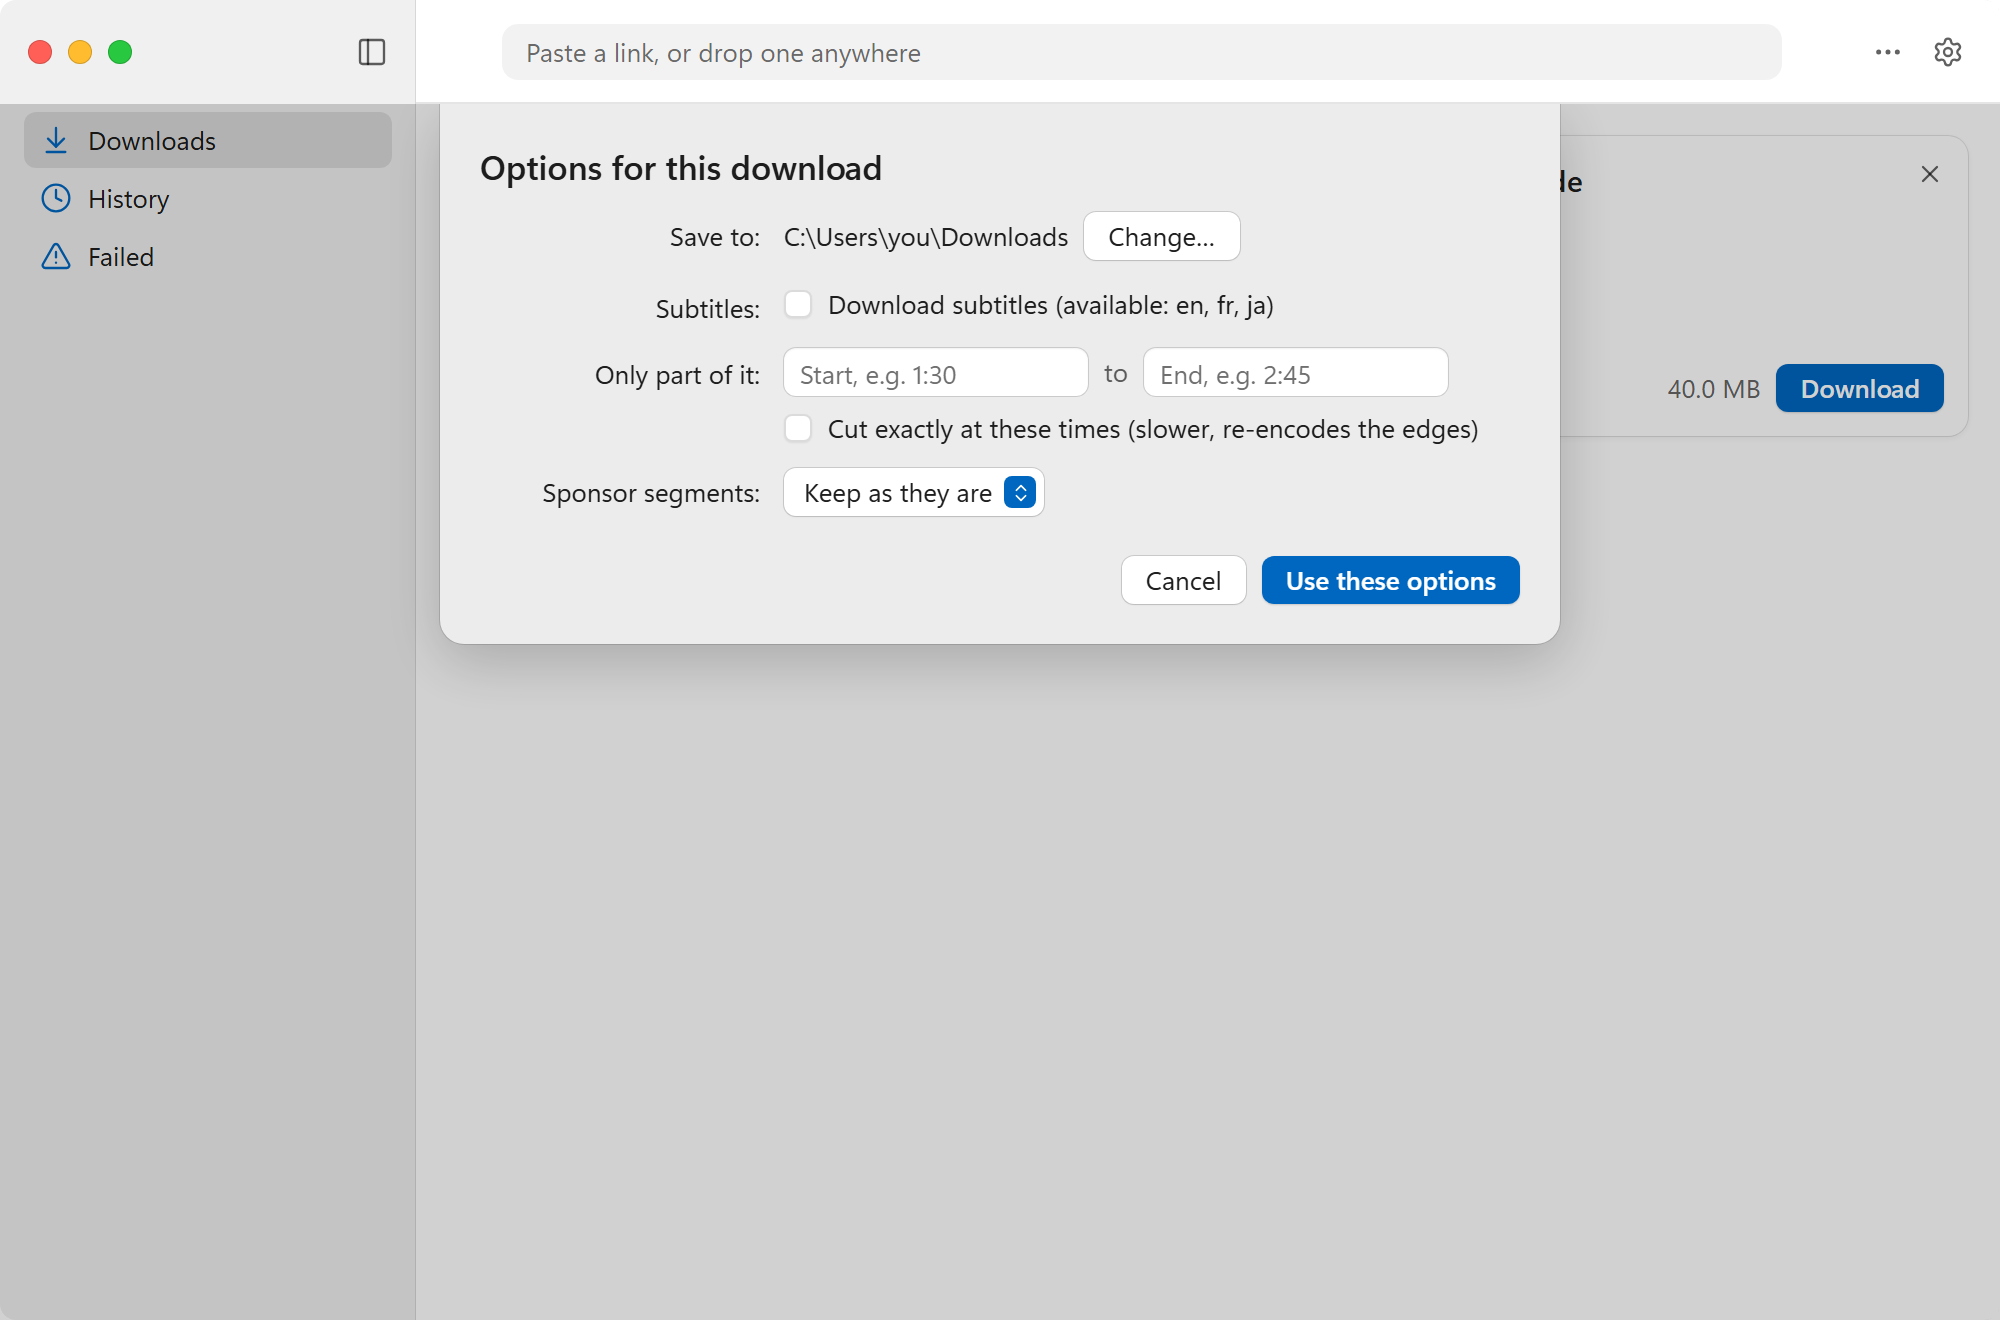 Paste a link, or drop one anywhere
Downloads
History
Failed
Options for this download
Save to: C:\Users\you\Downloads Change...
Subtitles: Download subtitles (available: en, fr, ja)
Only part of it: Start, e.g. 1:30 to End, e.g. 2:45
Cut exactly at these times (slower, re-encodes the edges)
Sponsor segments: Keep as they are
Cancel Use these options
40.0 MB Download